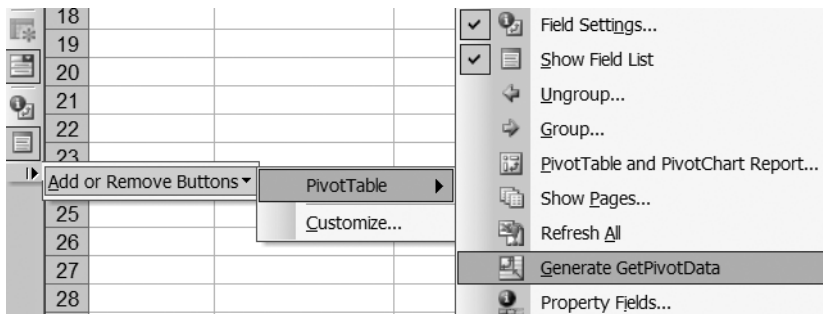 18
19
20
21
22
23
25
26
27
28
Add or Remove Buttons
PivotTable
Customize...
Field Settings...
Show Field List
Ungroup...
Group...
PivotTable and PivotChart Report...
Show Pages...
Refresh All
Generate GetPivotData
Property Fields...